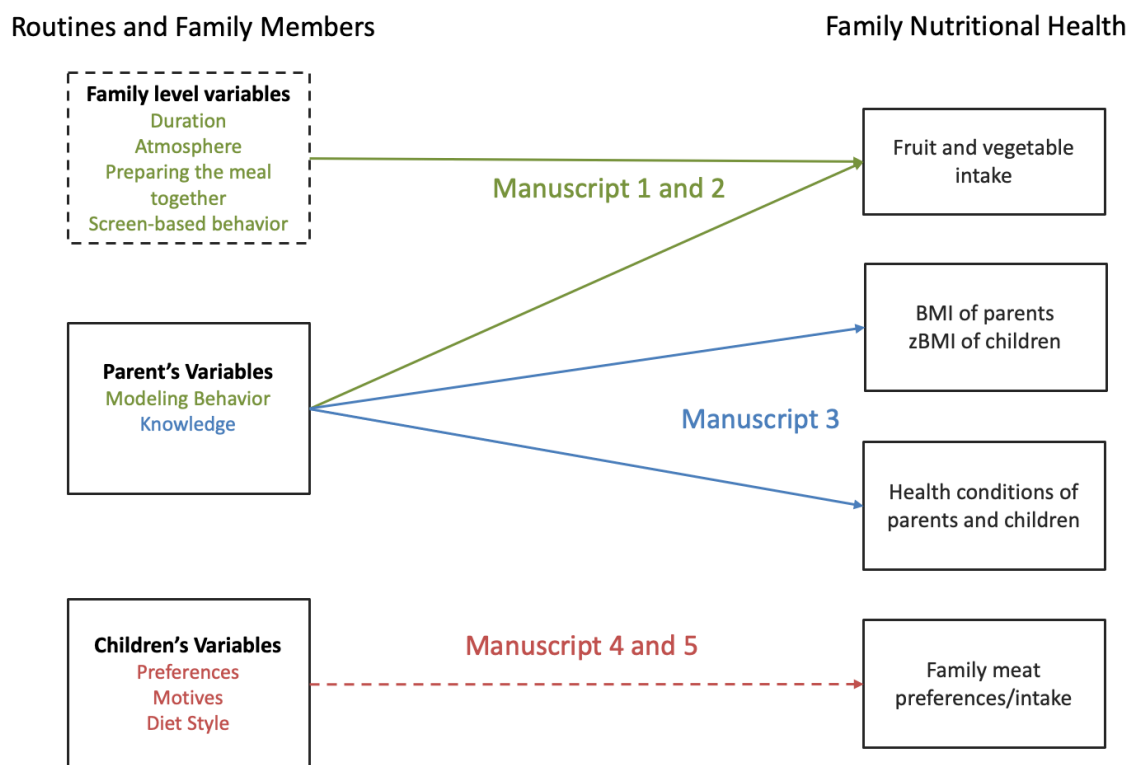 Routines and Family Members
Family Nutritional Health
Family level variables
Duration
Atmosphere
Preparing the meal
together
Screen-based behavior
Manuscript 1 and 2
Fruit and vegetable
intake
Parent’s Variables
Modeling Behavior
Knowledge
BMI of parents
zBMI of children
Manuscript 3
Health conditions of
parents and children
Children’s Variables
Preferences
Motives
Diet Style
Manuscript 4 and 5
Family meat
preferences/intake